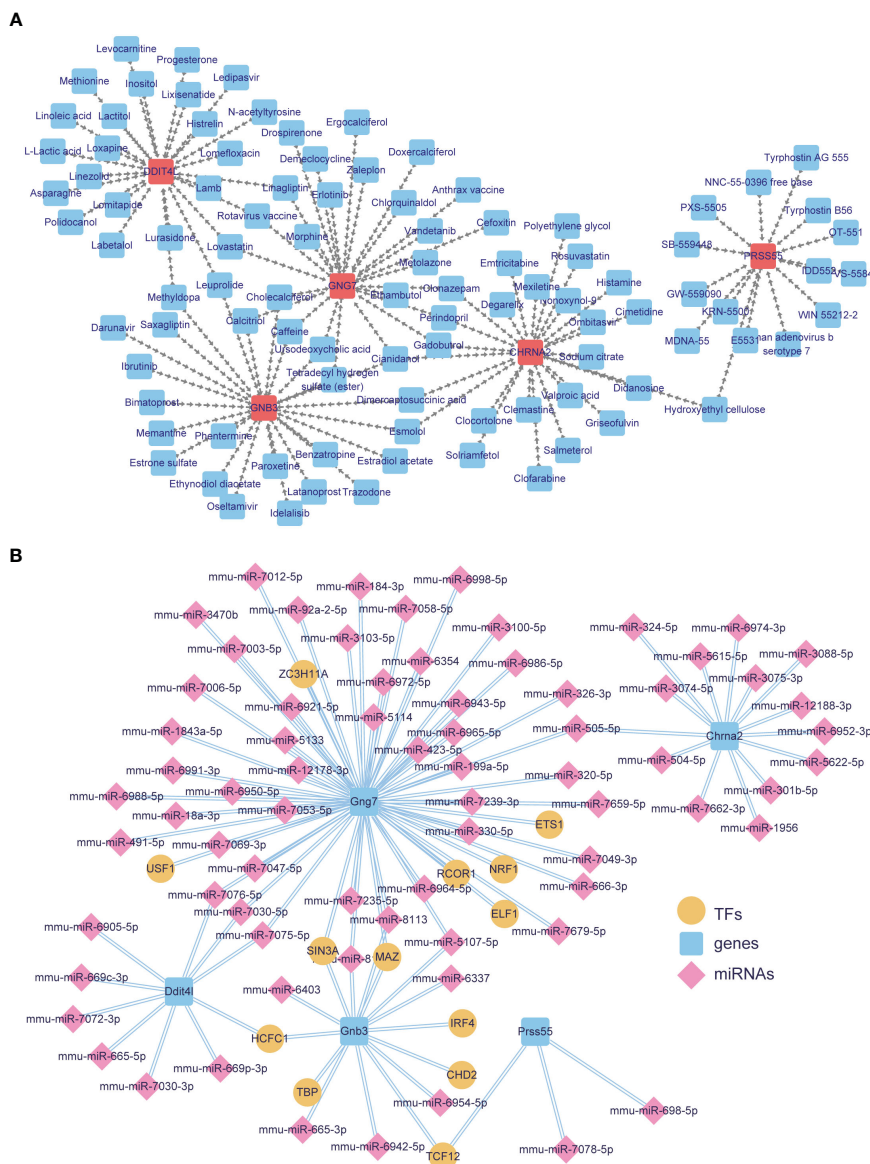 A
Levocarnitine
Progesterone
Ledipasvir
Methionine
Inositol
Lixisenatide
N-acetyltyrosine
Ergocalciferol
Linoleic acid
Lactitol
Histrelin
Drospirenone
Doxercalciferol
Tyrphostin AG 555
L-Lactic acid
Loxapine
Lomefloxacin
Demeclocycline
Zaleplon
NNC-55-0396 free base
Asparagine
Linezolid
DDIT4L
Lamb
Linagliptin
Erlotinib
Chlorquinaldol
Anthrax vaccine
PXS-5505
Tyrphostin B56
Polidocanol
Lomitapide
Rotavirus vaccine
Vandetanib
Cefoxitin
Polyethylene glycol
OT-551
Labetalol
Lurasidone
Lovastatin
Morphine
Metolazone
Emtricitabine
Rosuvastatin
SB-559448
PRSS55
Leuprolide
GNG7
Clonazepam
Mexiletine
Histamine
IDD552
VS-5584
Methyldopa
Cholecalciferol
Ethambutol
Degarelix
Nonoxynol-9
Cimetidine
GW-559090
KRN-5500
WIN 55212-2
Darunavir
Saxagliptin
Calcitriol
Caffeine
Perindopril
Ombitasvir
MDNA-55
E5531
an adenovirus b
serotype 7
Ibrutinib
Ursodeoxycholic acid
Cianidanol
Gadobutrol
CHRNA2
Sodium citrate
Tetradecyl hydrogen
sulfate (ester)
Bimatoprost
GNB3
Dimercaptosuccinic acid
Valproic acid
Didanosine
Hydroxyethyl cellulose
Memantine
Phentermine
Esmolol
Clocortolone
Clemastine
Griseofulvin
Estrone sulfate
Paroxetine
Benzatropine
Estradiol acetate
Solriamfetol
Salmeterol
Ethynodiol diacetate
Latanoprost
Trazodone
Clofarabine
Oseltamivir
Idelalisib
B
mmu-miR-7012-5p
mmu-miR-184-3p
mmu-miR-6998-5p
mmu-miR-3470b
mmu-miR-92a-2-5p
mmu-miR-7058-5p
mmu-miR-3100-5p
mmu-miR-324-5p
mmu-miR-6974-3p
mmu-miR-7003-5p
mmu-miR-3103-5p
mmu-miR-6354
mmu-miR-6986-5p
mmu-miR-5615-5p
mmu-miR-3088-5p
ZC3H11A
mmu-miR-6972-5p
mmu-miR-7006-5p
mmu-miR-6921-5p
mmu-miR-5114
mmu-miR-6943-5p
mmu-miR-326-3p
mmu-miR-3074-5p
mmu-miR-3075-3p
mmu-miR-12188-3p
mmu-miR-1843a-5p
mmu-miR-5133
mmu-miR-6965-5p
mmu-miR-505-5p
Chrna2
mmu-miR-6952-3p
mmu-miR-423-5p
mmu-miR-6991-3p
mmu-miR-12178-3p
mmu-miR-199a-5p
mmu-miR-320-5p
mmu-miR-504-5p
mmu-miR-5622-5p
mmu-miR-6988-5p
mmu-miR-6950-5p
Gng7
mmu-miR-7239-3p
mmu-miR-7659-5p
mmu-miR-301b-5p
mmu-miR-18a-3p
mmu-miR-7053-5p
ETS1
mmu-miR-7662-3p
mmu-miR-1956
mmu-miR-491-5p
mmu-miR-7069-3p
mmu-miR-330-5p
mmu-miR-7049-3p
USF1
mmu-miR-7047-5p
RCOR1
NRF1
mmu-miR-666-3p
mmu-miR-7076-5p
mmu-miR-6964-5p
mmu-miR-7030-5p
mmu-miR-7235-5p
ELF1
TFs
mmu-miR-6905-5p
mmu-miR-7075-5p
mmu-miR-8113
mmu-miR-7679-5p
genes
SIN3A
MAZ
mmu-miR-5107-5p
miRNAs
mmu-miR-669c-3p
Ddit4l
mmu-miR-6403
mmu-miR-6337
mmu-miR-7072-3p
HCFC1
Gnb3
IRF4
Prss55
mmu-miR-665-5p
mmu-miR-669p-3p
CHD2
mmu-miR-7030-3p
TBP
mmu-miR-6954-5p
mmu-miR-698-5p
mmu-miR-665-3p
mmu-miR-6942-5p
TCF12
mmu-miR-7078-5p